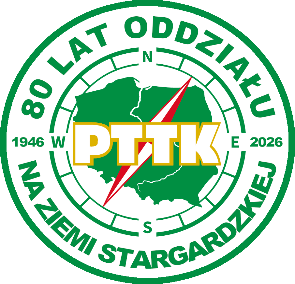 80 LAT ODDZIAŁU
N
1946 W PTTK E 2026
S
NA ZIEMI STARGARDZKIEJ